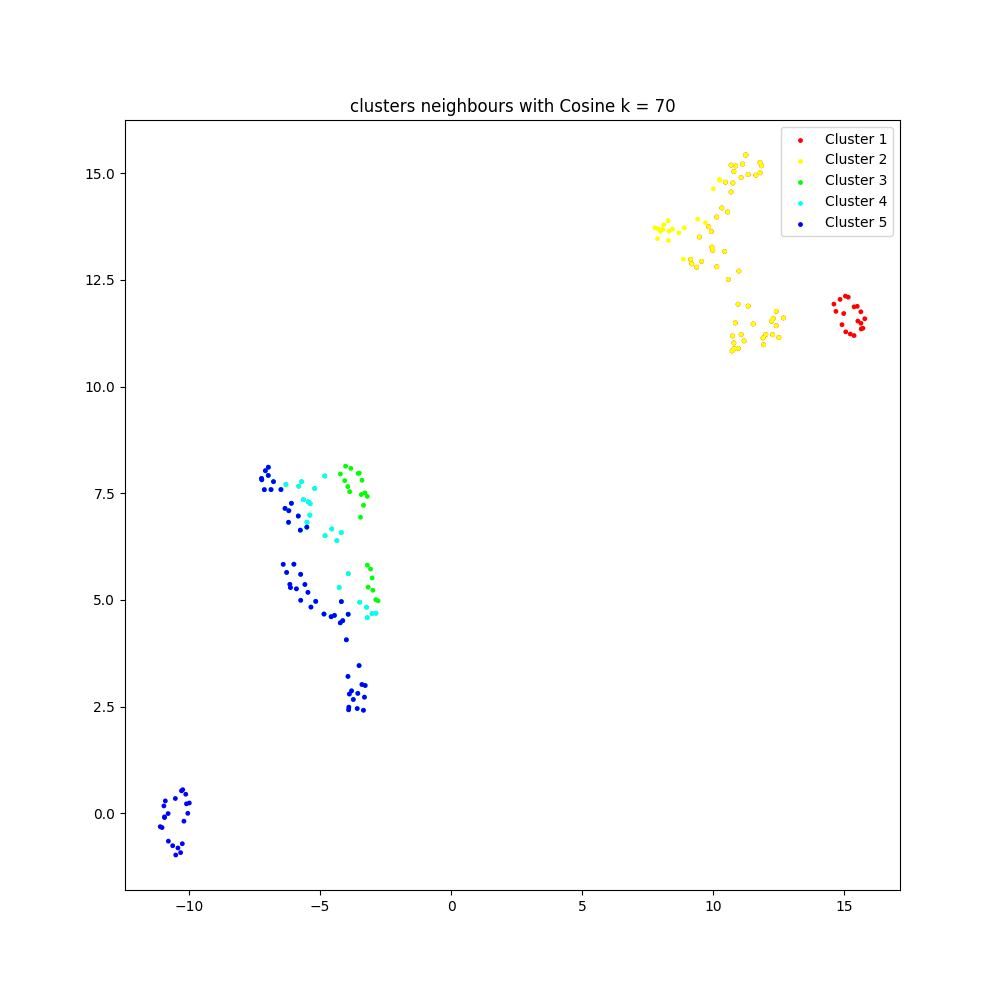 clusters neighbours with Cosine k = 70
Cluster 1
Cluster 2
Cluster 3
Cluster 4
Cluster 5
15.0
12.5
10.0
7.5
5.0
2.5
0.0
−10 −5 0 5 10 15